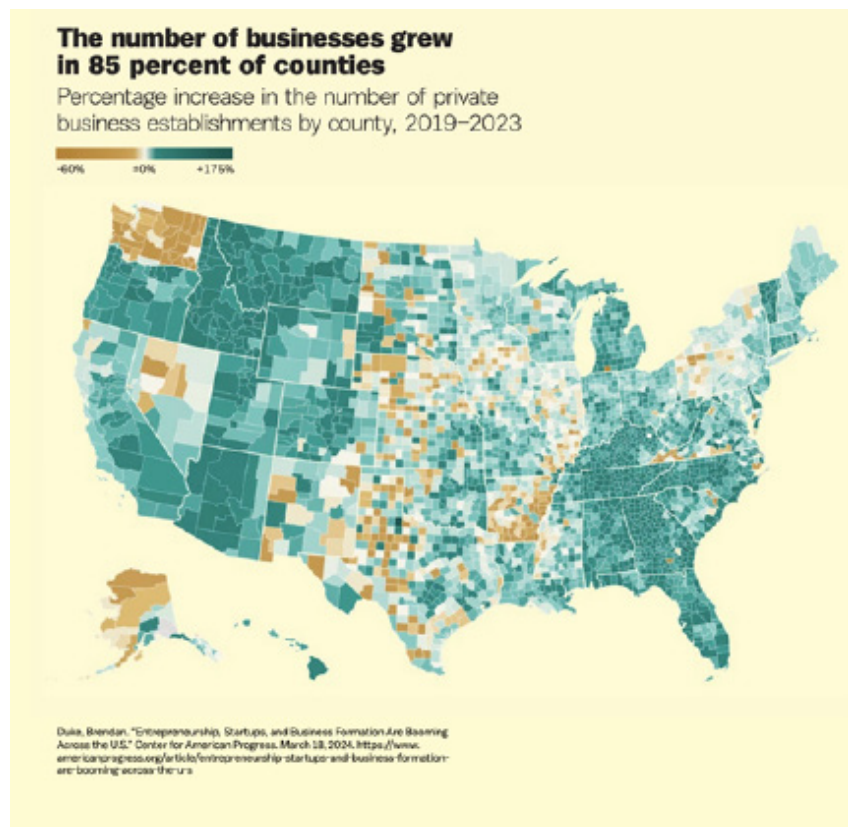 The number of businesses grew
in 85 percent of counties
Percentage increase in the number of private
business establishments by county, 2019–2023
-60%
±0%
+175%
Duke, Brendan. "Entrepreneurship, Startups, and Business Formation Are Booming
Across the U.S." Center for American Progress. March 18, 2024. https://www.
americanprogress.org/article/entrepreneurship-startups-and-business-formation-
are-booming-across-the-u-s